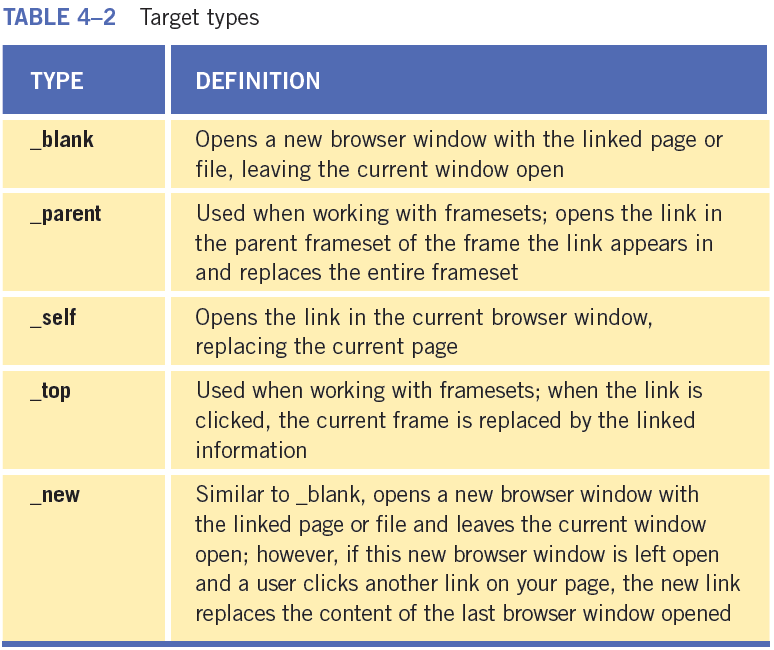 TABLE 4–2 Target types
TYPE DEFINITION
_blank Opens a new browser window with the linked page or
file, leaving the current window open
_parent Used when working with framesets; opens the link in
the parent frameset of the frame the link appears in
and replaces the entire frameset
_self Opens the link in the current browser window,
replacing the current page
_top Used when working with framesets; when the link is
clicked, the current frame is replaced by the linked
information
_new Similar to _blank, opens a new browser window with
the linked page or file and leaves the current window
open; however, if this new browser window is left open
and a user clicks another link on your page, the new link
replaces the content of the last browser window opened